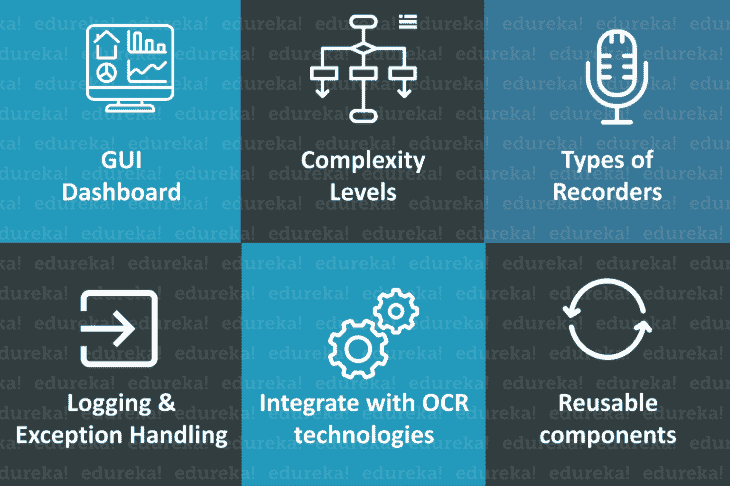 GUI
Dashboard
Complexity
Levels
Types of
Recorders
Logging &
Exception Handling
Integrate with OCR
technologies
Reusable
components
edureka!